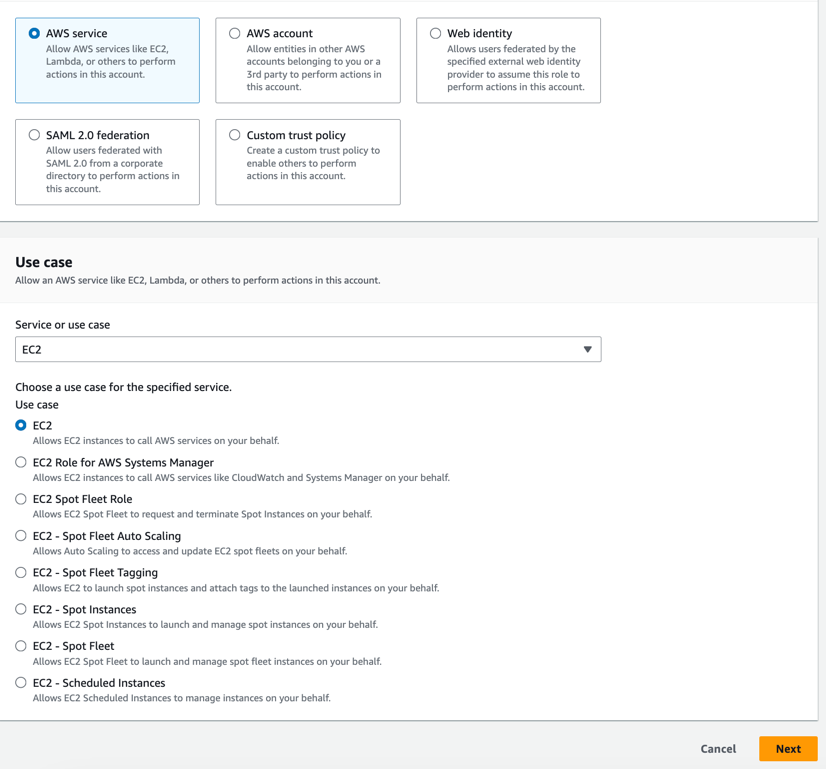 AWS service
Allow AWS services like EC2,
Lambda, or others to perform
actions in this account.
AWS account
Allow entities in other AWS
accounts belonging to you or a
3rd party to perform actions in
this account.
Web identity
Allows users federated by the
specified external web identity
provider to assume this role to
perform actions in this account.
SAML 2.0 federation
Allow users federated with
SAML 2.0 from a corporate
directory to perform actions in
this account.
Custom trust policy
Create a custom trust policy to
enable others to perform
actions in this account.
Use case
Allow an AWS service like EC2, Lambda, or others to perform actions in this account.
Service or use case
EC2
Choose a use case for the specified service.
Use case
EC2
Allows EC2 instances to call AWS services on your behalf.
EC2 Role for AWS Systems Manager
Allows EC2 instances to call AWS services like CloudWatch and Systems Manager on your behalf.
EC2 Spot Fleet Role
Allows EC2 Spot Fleet to request and terminate Spot Instances on your behalf.
EC2 - Spot Fleet Auto Scaling
Allows Auto Scaling to access and update EC2 spot fleets on your behalf.
EC2 - Spot Fleet Tagging
Allows EC2 to launch spot instances and attach tags to the launched instances on your behalf.
EC2 - Spot Instances
Allows EC2 Spot Instances to launch and manage spot instances on your behalf.
EC2 - Spot Fleet
Allows EC2 Spot Fleet to launch and manage spot fleet instances on your behalf.
EC2 - Scheduled Instances
Allows EC2 Scheduled Instances to manage instances on your behalf.
Cancel
Next